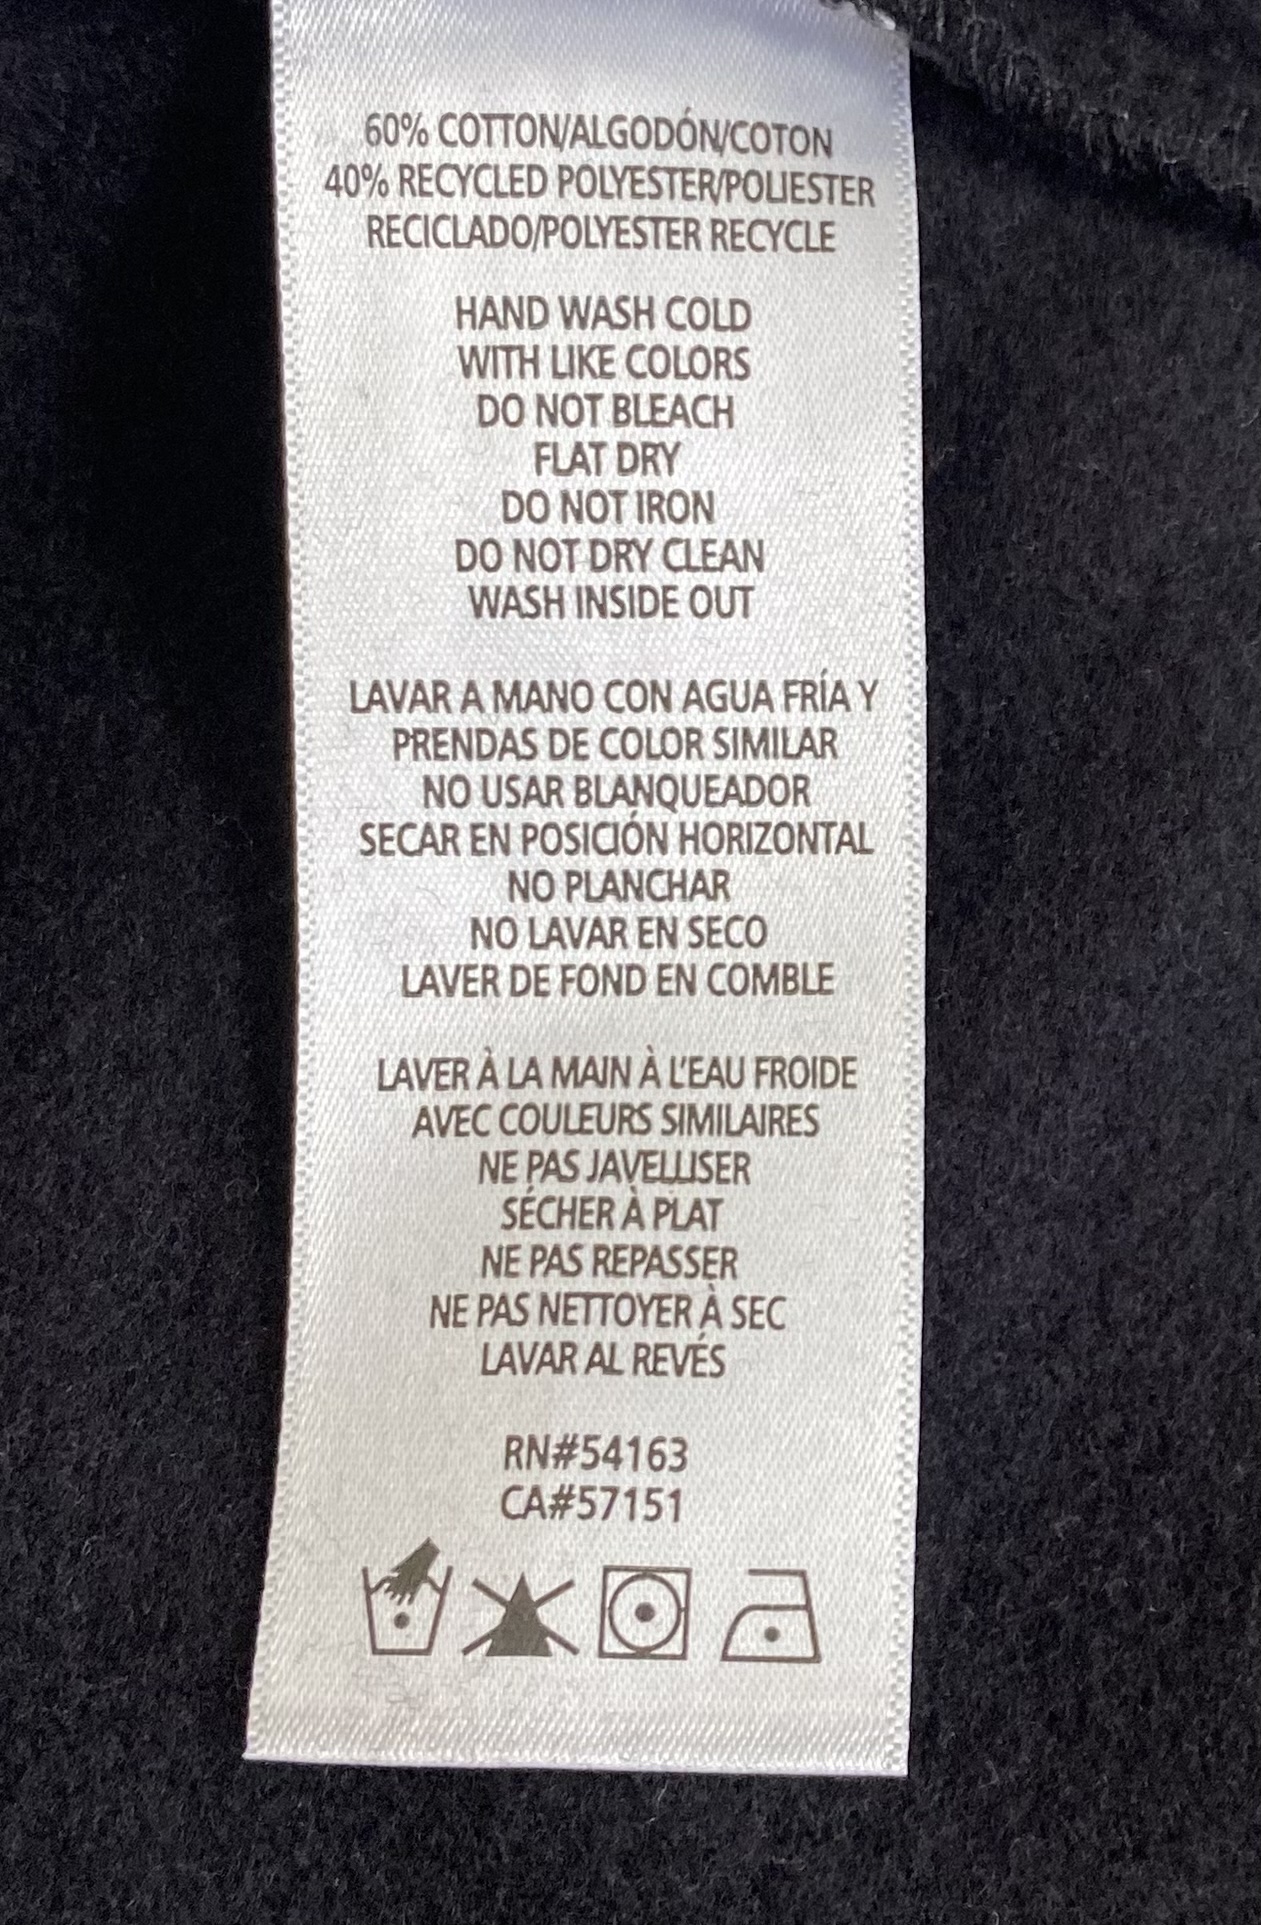 60% COTTON/ALGODÓN/COTON
40% RECYCLED POLYESTER/POLIESTER
RECICLADO/POLYESTER RECYCLE
HAND WASH COLD
WITH LIKE COLORS
DO NOT BLEACH
FLAT DRY
DO NOT IRON
DO NOT DRY CLEAN
WASH INSIDE OUT
LAVAR A MANO CON AGUA FRÍA Y
PRENDAS DE COLOR SIMILAR
NO USAR BLANQUEADOR
SECAR EN POSICIÓN HORIZONTAL
NO PLANCHAR
NO LAVAR EN SECO
LAVER DE FOND EN COMBLE
LAVER À LA MAIN À L'EAU FROIDE
AVEC COULEURS SIMILAIRES
NE PAS JAVELLISER
SÉCHER À PLAT
NE PAS REPASSER
NE PAS NETTOYER À SEC
LAVAR AL REVÉS
RN#54163
CA#57151